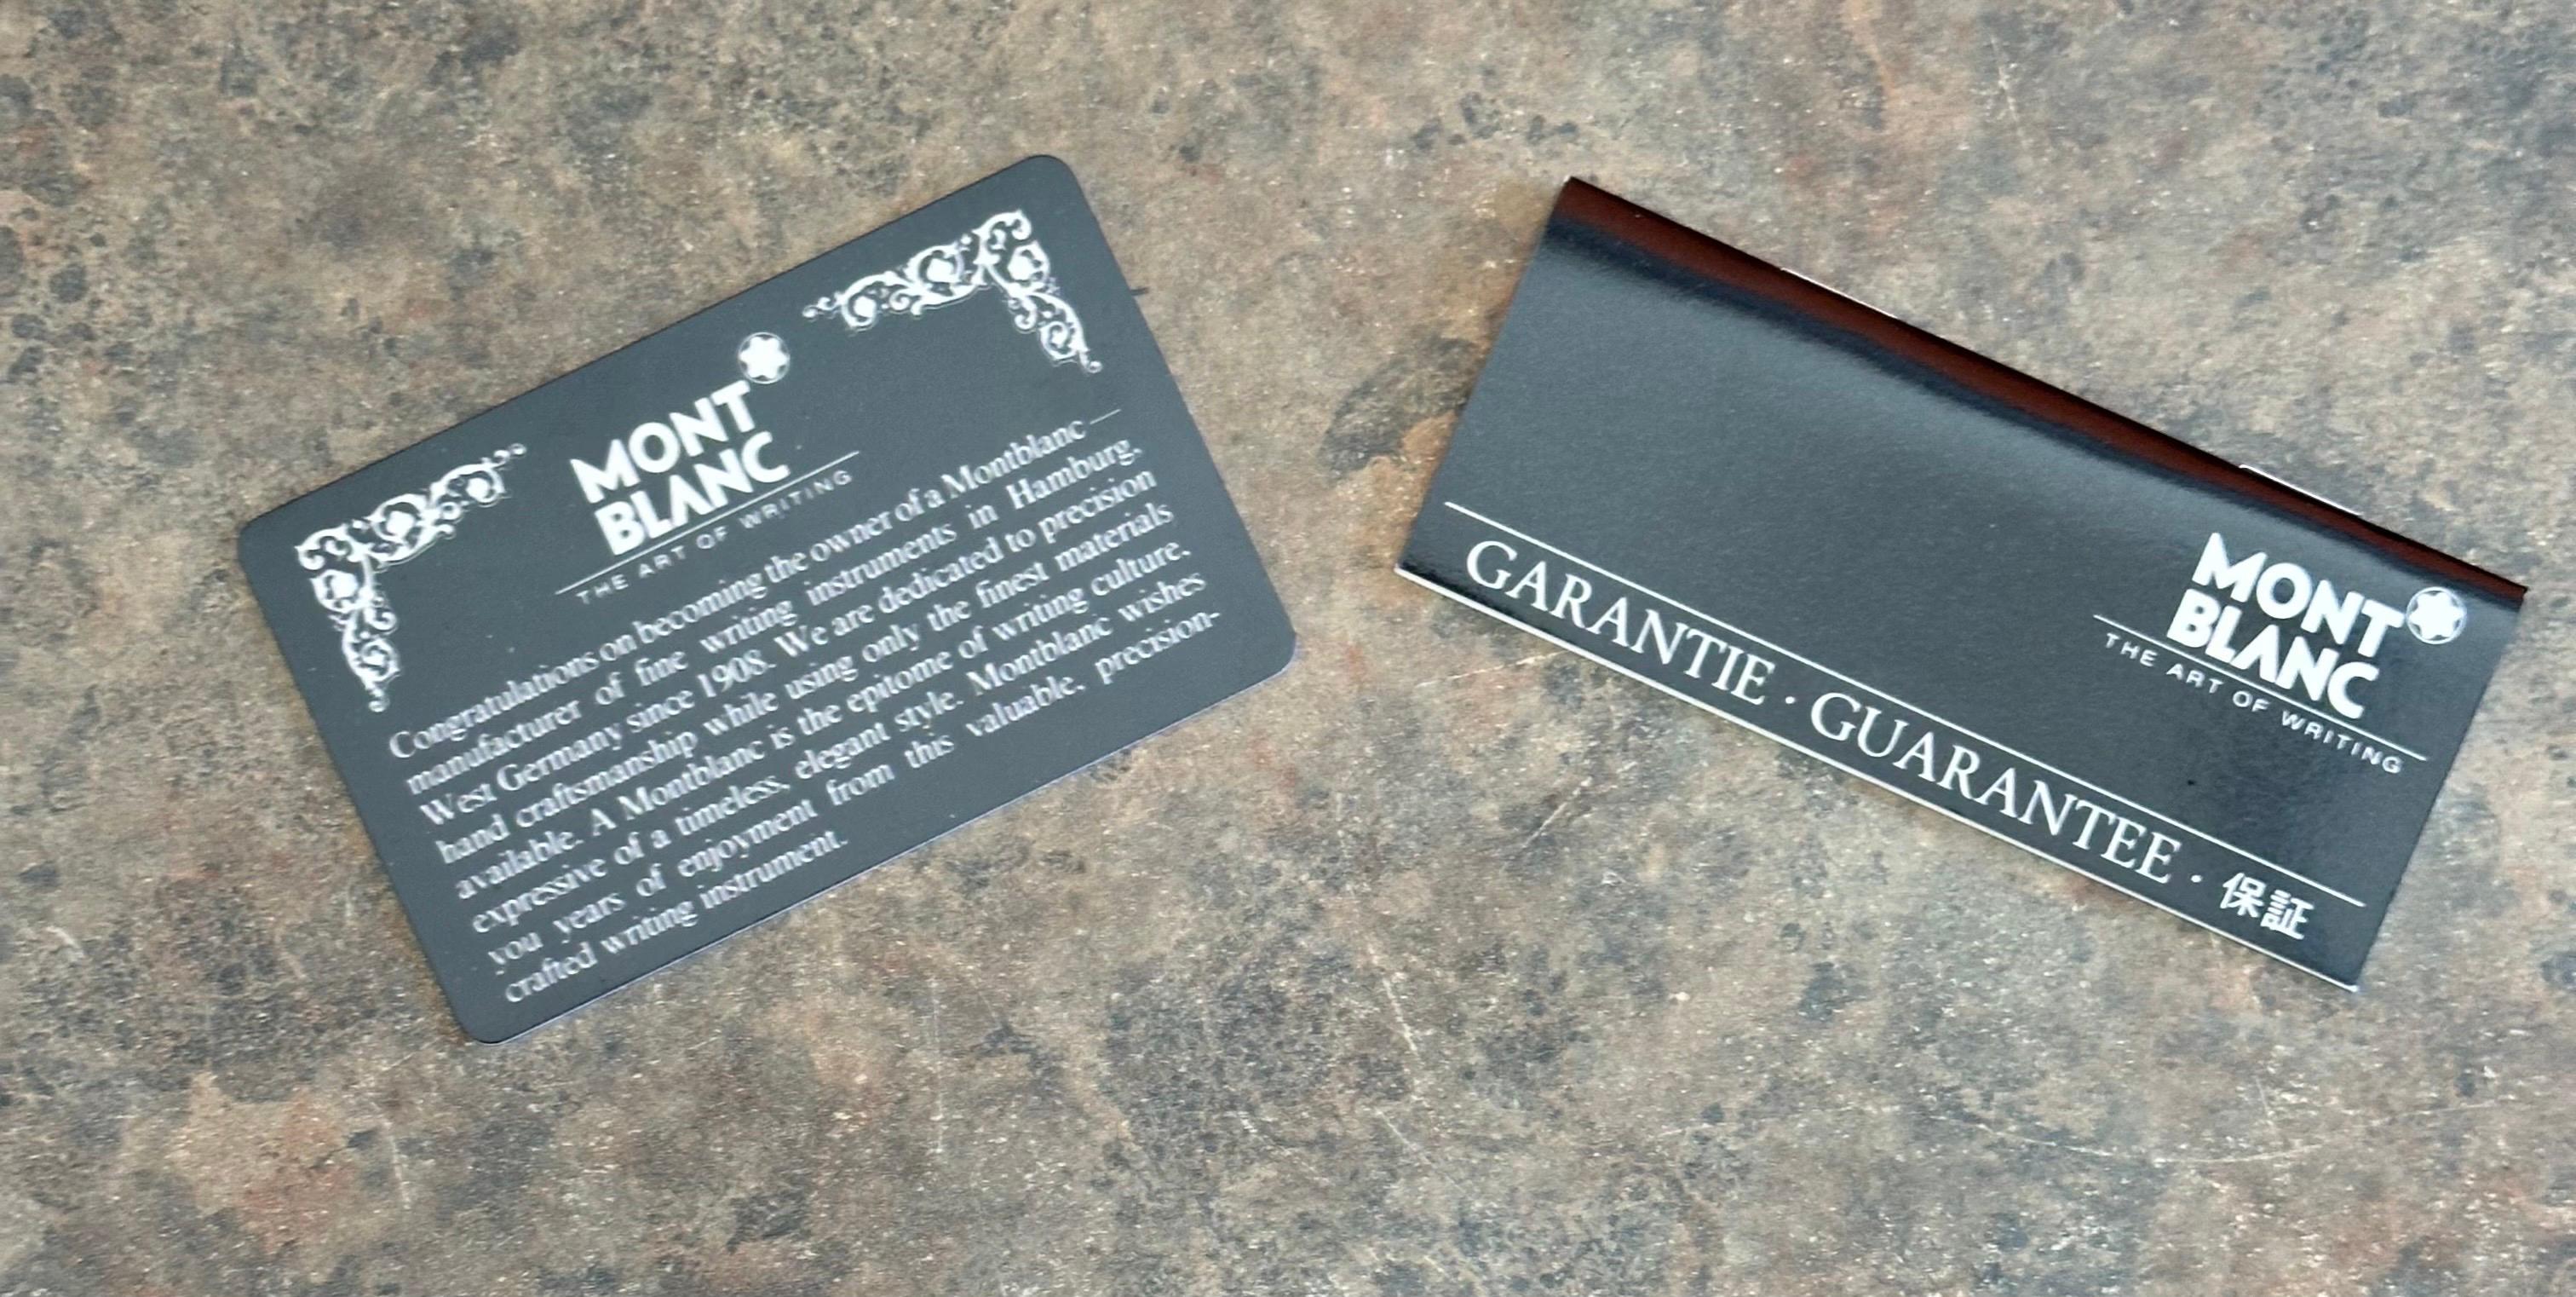 MONT
BLANC
THE ART OF WRITING
Congratulations on becoming the owner of a Montblanc —
manufacturer of fine writing instruments in Hamburg,
West Germany since 1908. We are dedicated to precision
hand craftsmanship while using only the finest materials
available. A Montblanc is the epitome of writing culture,
expressive of a timeless, elegant style. Montblanc wishes
you years of enjoyment from this valuable, precision-
crafted writing instrument.
MONT
BLANC
THE ART OF WRITING
GARANTIE · GUARANTEE · 保証